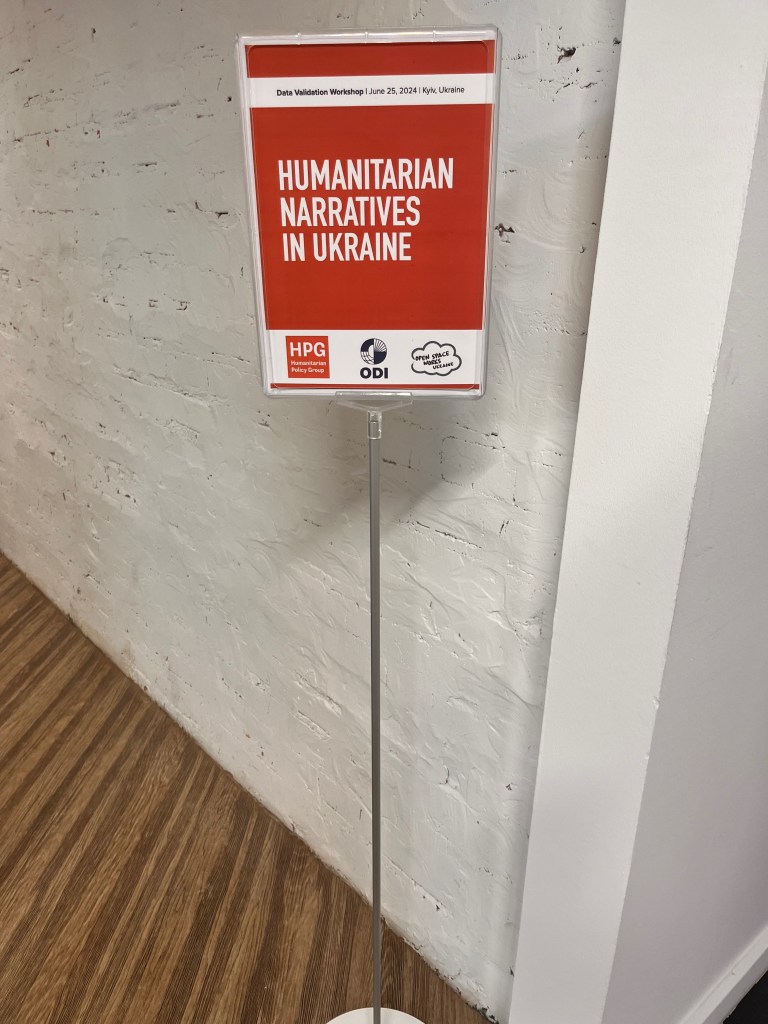 Data Validation Workshop | June 25, 2024 | Kyiv, Ukraine
HUMANITARIAN
NARRATIVES
IN UKRAINE
HPG
Humanitarian
Policy Group
ODI
OPEN SPACE
WORKS
UKRAINE